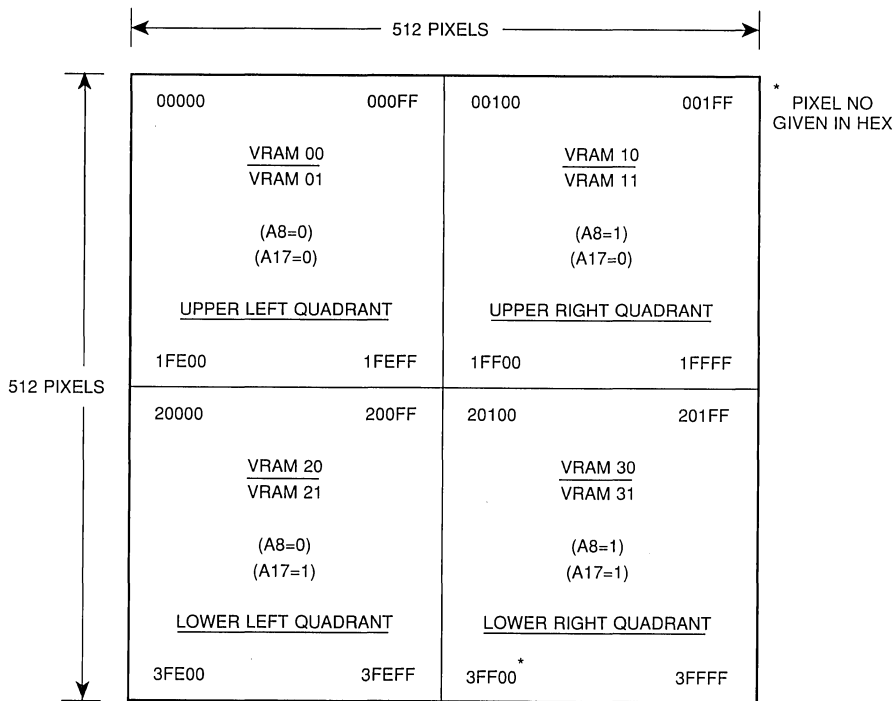 512 PIXELS
00000 000FF 00100 001FF
* PIXEL NO
GIVEN IN HEX
VRAM 00
VRAM 01
VRAM 10
VRAM 11
(A8=0)
(A17=0)
(A8=1)
(A17=0)
UPPER LEFT QUADRANT
UPPER RIGHT QUADRANT
1FE00 1FEFF 1FF00 1FFFF
512 PIXELS
20000 200FF 20100 201FF
VRAM 20
VRAM 21
VRAM 30
VRAM 31
(A8=0)
(A17=1)
(A8=1)
(A17=1)
LOWER LEFT QUADRANT
LOWER RIGHT QUADRANT
3FE00 3FEFF 3FF00* 3FFFF